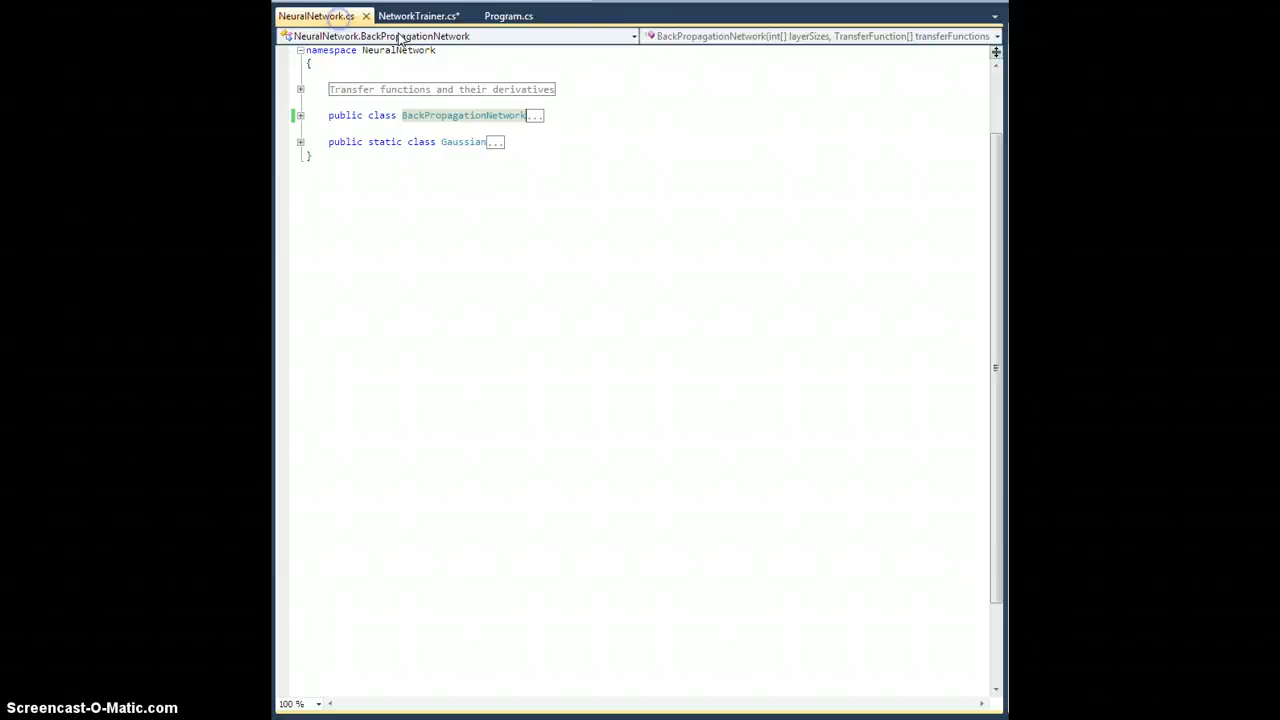 NeuralNetwork.cs
NetworkTrainer.cs*
Program.cs
NeuralNetwork.BackPropagationNetwork
BackPropagationNetwork(int[] layerSizes, TransferFunction[] transferFunctions
namespace NeuralNetwork
{
Transfer functions and their derivatives
public class BackPropagationNetwork...
public static class Gaussian...
}
100 %
Screencast-O-Matic.com